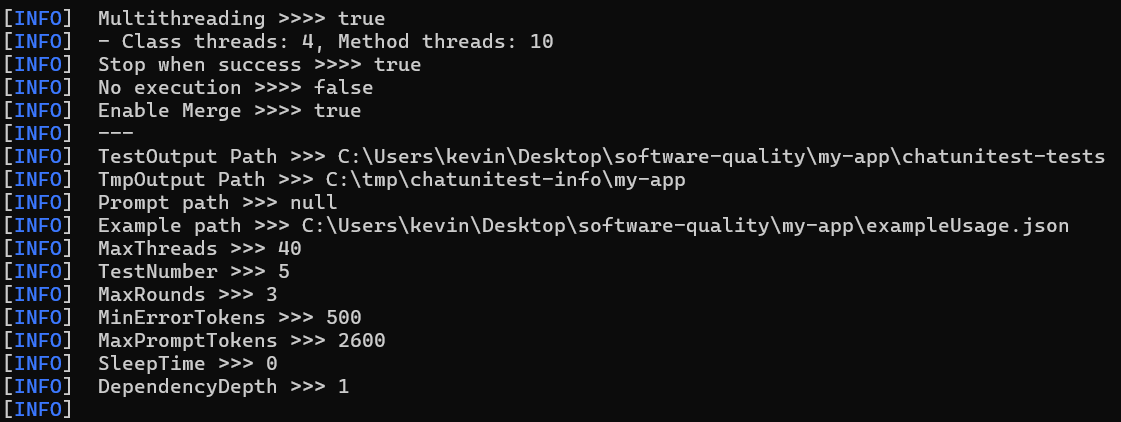 [INFO]  Multithreading >>>> true
[INFO]  - Class threads: 4, Method threads: 10
[INFO]  Stop when success >>>> true
[INFO]  No execution >>>> false
[INFO]  Enable Merge >>>> true
[INFO]  ---
[INFO]  TestOutput Path >>> C:\Users\kevin\Desktop\software-quality\my-app\chatunitest-tests
[INFO]  TmpOutput Path >>> C:\tmp\chatunitest-info\my-app
[INFO]  Prompt path >>> null
[INFO]  Example path >>> C:\Users\kevin\Desktop\software-quality\my-app\exampleUsage.json
[INFO]  MaxThreads >>> 40
[INFO]  TestNumber >>> 5
[INFO]  MaxRounds >>> 3
[INFO]  MinErrorTokens >>> 500
[INFO]  MaxPromptTokens >>> 2600
[INFO]  SleepTime >>> 0
[INFO]  DependencyDepth >>> 1
[INFO]